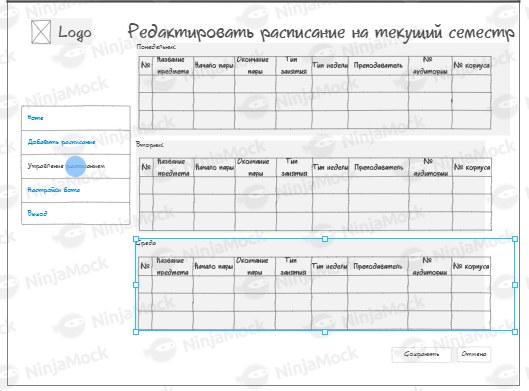 Logo
Редактировать расписание на текущий семестр
Home
Добавить расписание
Управление расписанием
Настройки бота
Выход
Понедельник
№ Название предмета Начало пары Окончание пары Тип занятия Тип недели Преподаватель № аудитории № корпуса
Вторник
№ Название предмета Начало пары Окончание пары Тип занятия Тип недели Преподаватель № аудитории № корпуса
Среда
№ Название предмета Начало пары Окончание пары Тип занятия Тип недели Преподаватель № аудитории № корпуса
Сохранить Отмена
NinjaMock